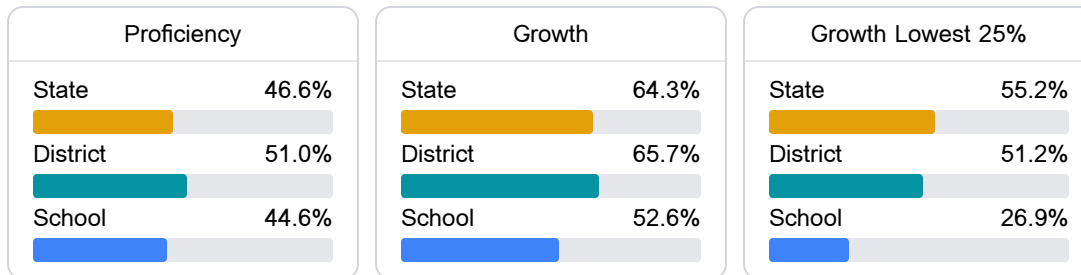 Proficiency
State 46.6%
District 51.0%
School 44.6%
Growth
State 64.3%
District 65.7%
School 52.6%
Growth Lowest 25%
State 55.2%
District 51.2%
School 26.9%